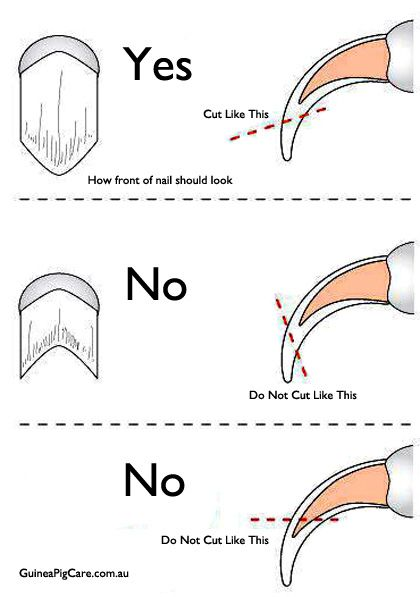 Yes
Cut Like This
How front of nail should look
No
Do Not Cut Like This
No
Do Not Cut Like This
GuineaPigCare.com.au